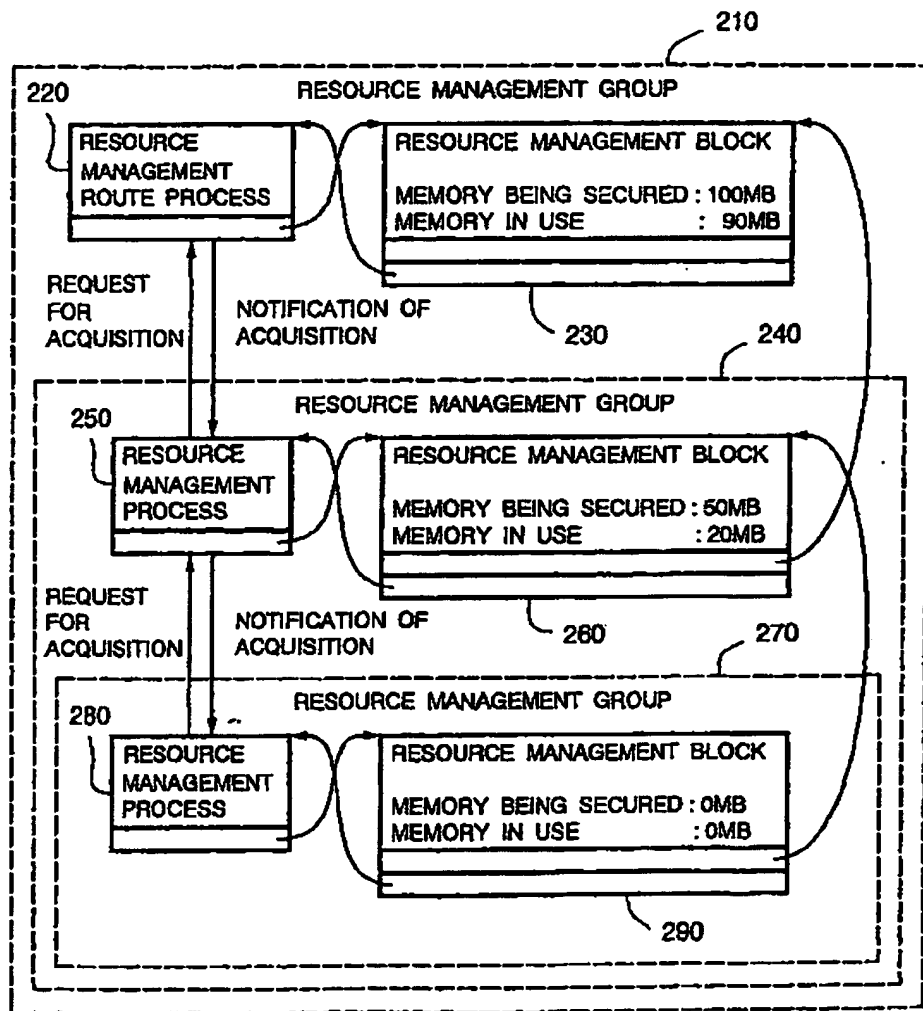 210
RESOURCE MANAGEMENT GROUP
220
RESOURCE
MANAGEMENT
ROUTE PROCESS
RESOURCE MANAGEMENT BLOCK
MEMORY BEING SECURED : 100MB
MEMORY IN USE : 90MB
REQUEST
FOR
ACQUISITION
NOTIFICATION OF
ACQUISITION
230
240
RESOURCE MANAGEMENT GROUP
250
RESOURCE
MANAGEMENT
PROCESS
RESOURCE MANAGEMENT BLOCK
MEMORY BEING SECURED : 50MB
MEMORY IN USE : 20MB
REQUEST
FOR
ACQUISITION
NOTIFICATION OF
ACQUISITION
260
270
RESOURCE MANAGEMENT GROUP
280
RESOURCE
MANAGEMENT
PROCESS
RESOURCE MANAGEMENT BLOCK
MEMORY BEING SECURED : 0MB
MEMORY IN USE : 0MB
290